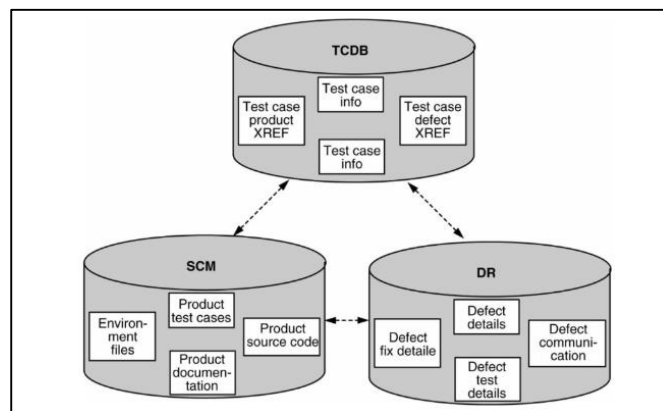 TCDB
Test case
info
Test case
product
XREF
Test case
defect
XREF
Test case
info
SCM
Product
test cases
Environ-
ment
files
Product
source code
Product
documen-
tation
DR
Defect
details
Defect
fix detaile
Defect
communi-
cation
Defect
test
details